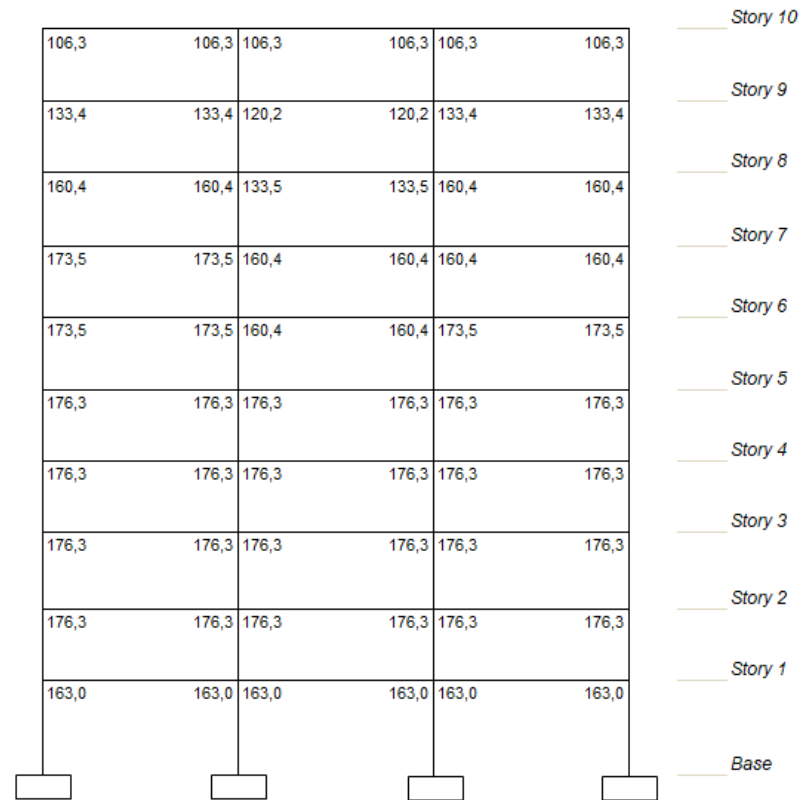 Story 10
106,3 106,3 106,3 106,3 106,3 106,3
Story 9
133,4 133,4 120,2 120,2 133,4 133,4
Story 8
160,4 160,4 133,5 133,5 160,4 160,4
Story 7
173,5 173,5 160,4 160,4 160,4 160,4
Story 6
173,5 173,5 160,4 160,4 173,5 173,5
Story 5
176,3 176,3 176,3 176,3 176,3 176,3
Story 4
176,3 176,3 176,3 176,3 176,3 176,3
Story 3
176,3 176,3 176,3 176,3 176,3 176,3
Story 2
176,3 176,3 176,3 176,3 176,3 176,3
Story 1
163,0 163,0 163,0 163,0 163,0 163,0
Base